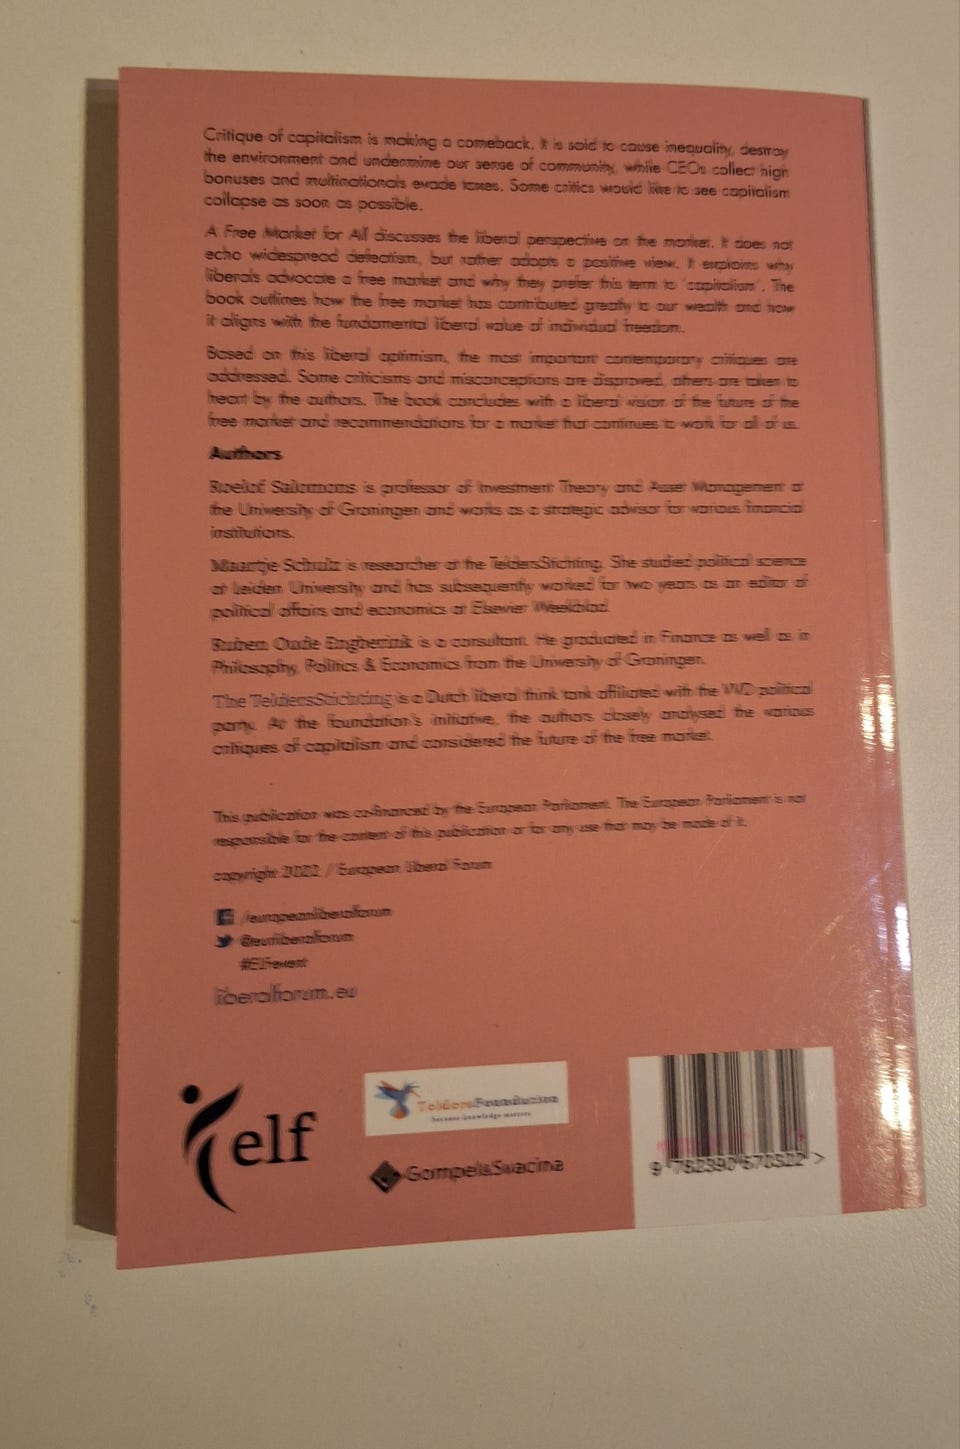 Critique of capitalism is making a comeback. It is said to cause inequality, destroy
the environment and undermine our sense of community, while CEOs collect high
bonuses and multinationals evade taxes. Some critics would like to see capitalism
collapse as soon as possible.
A Free Market for All discusses the liberal perspective on the market. It does not
echo widespread defeatism, but rather adopts a positive view. It explains why
liberals advocate a free market and why they prefer this term to 'capitalism'. The
book outlines how the free market has contributed greatly to our wealth and how
it aligns with the fundamental liberal value of individual freedom.
Based on this liberal optimism, the most important contemporary critiques are
addressed. Some criticisms and misconceptions are disproved, others are taken to
heart by the authors. The book concludes with a liberal vision of the future of the
free market and recommendations for a market that continues to work for all of us.
Authors
Roelof Salomons is professor of Investment Theory and Asset Management at
the University of Groningen and works as a strategic advisor for various financial
institutions.
Maartje Schulz is researcher at the TeldersStichting. She studied political science
at Leiden University and has subsequently worked for two years as an editor of
political affairs and economics at Elsevier Weekblad.
Ruben Oude Engberink is a consultant. He graduated in Finance as well as in
Philosophy, Politics & Economics from the University of Groningen.
The TeldersStichting is a Dutch liberal think tank affiliated with the VVD political
party. At the foundation's initiative, the authors closely analysed the various
critiques of capitalism and considered the future of the free market.
This publication was co-financed by the European Parliament. The European Parliament is not
responsible for the content of this publication or for any use that may be made of it.
copyright 2022 // European Liberal Forum
/europeanliberalforum
@eurliberalforum
#ELFevent
liberalforum.eu
elf
TeldersFoundation
because knowledge matters
Gompel&Svacina
9 782390 670322 >